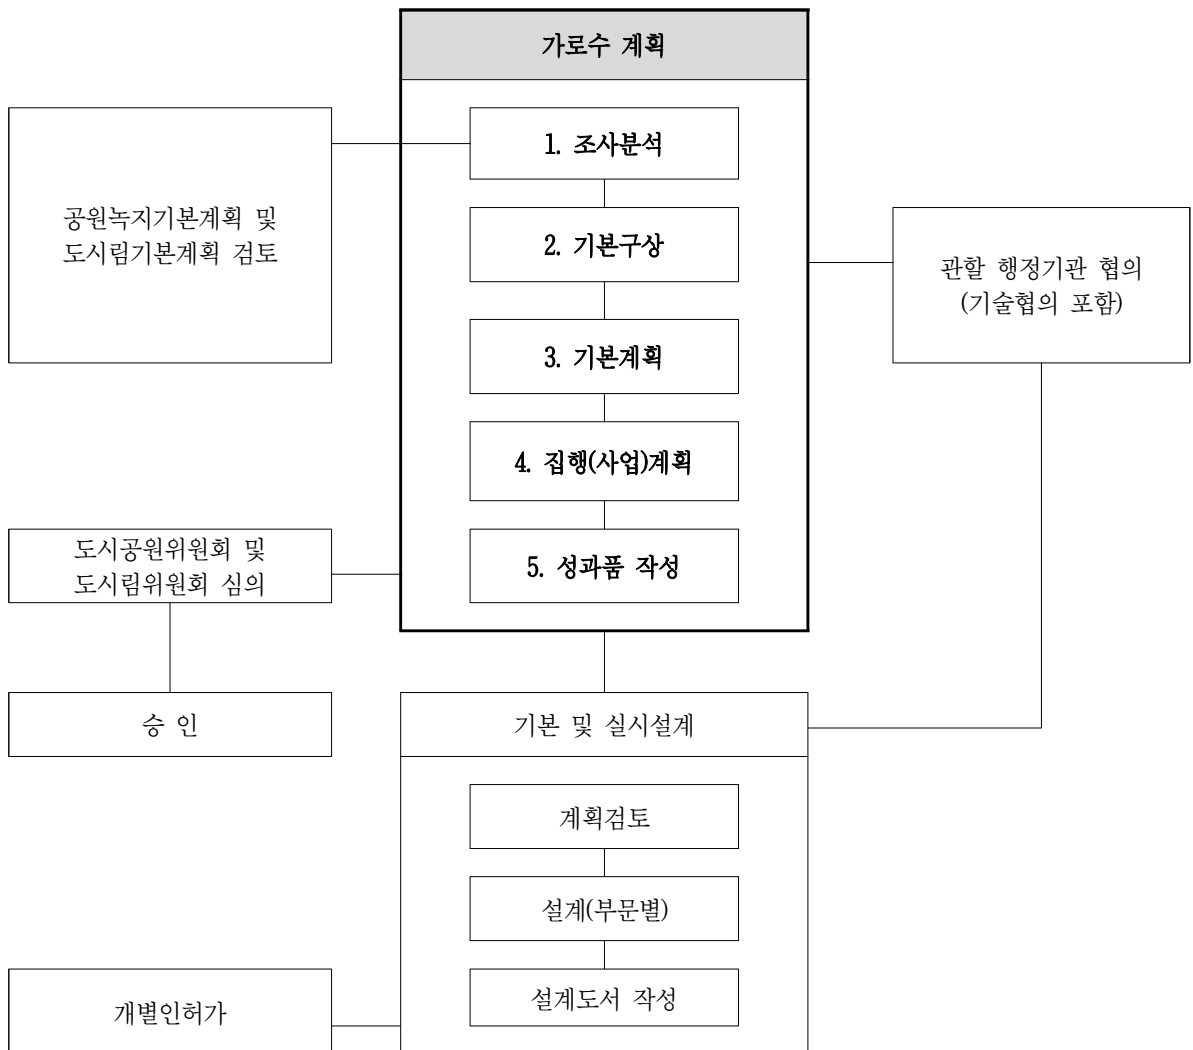 가로수 계획
1. 조사분석
공원녹지기본계획 및
도시림기본계획 검토
2. 기본구상
관할 행정기관 협의
(기술협의 포함)
3. 기본계획
4. 집행(사업)계획
도시공원위원회 및
도시림위원회 심의
5. 성과품 작성
승 인
기본 및 실시설계
계획검토
설계(부문별)
설계도서 작성
개별인허가